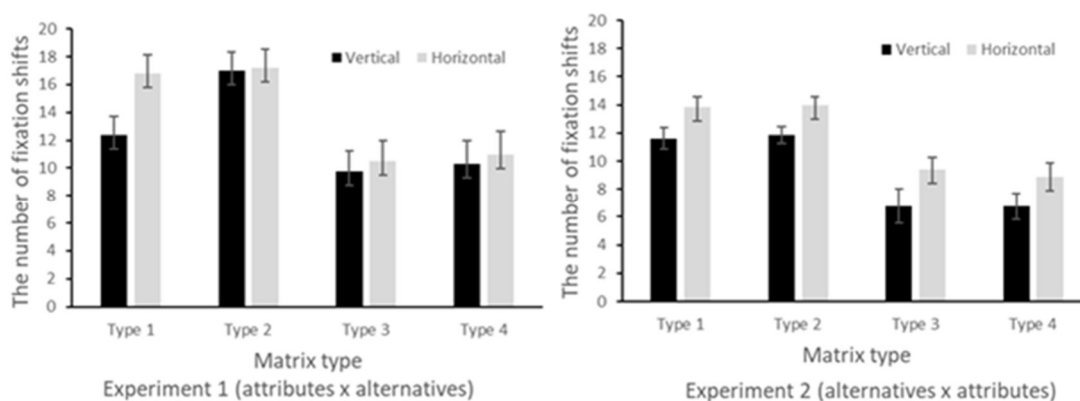 The number of fixation shifts
20
18
16
14
12
10
8
6
4
2
0
Vertical Horizontal
Type 1 Type 2 Type 3 Type 4
Matrix type
Experiment 1 (attributes x alternatives)
The number of fixation shifts
20
18
16
14
12
10
8
6
4
2
0
Vertical Horizontal
Type 1 Type 2 Type 3 Type 4
Matrix type
Experiment 2 (alternatives x attributes)